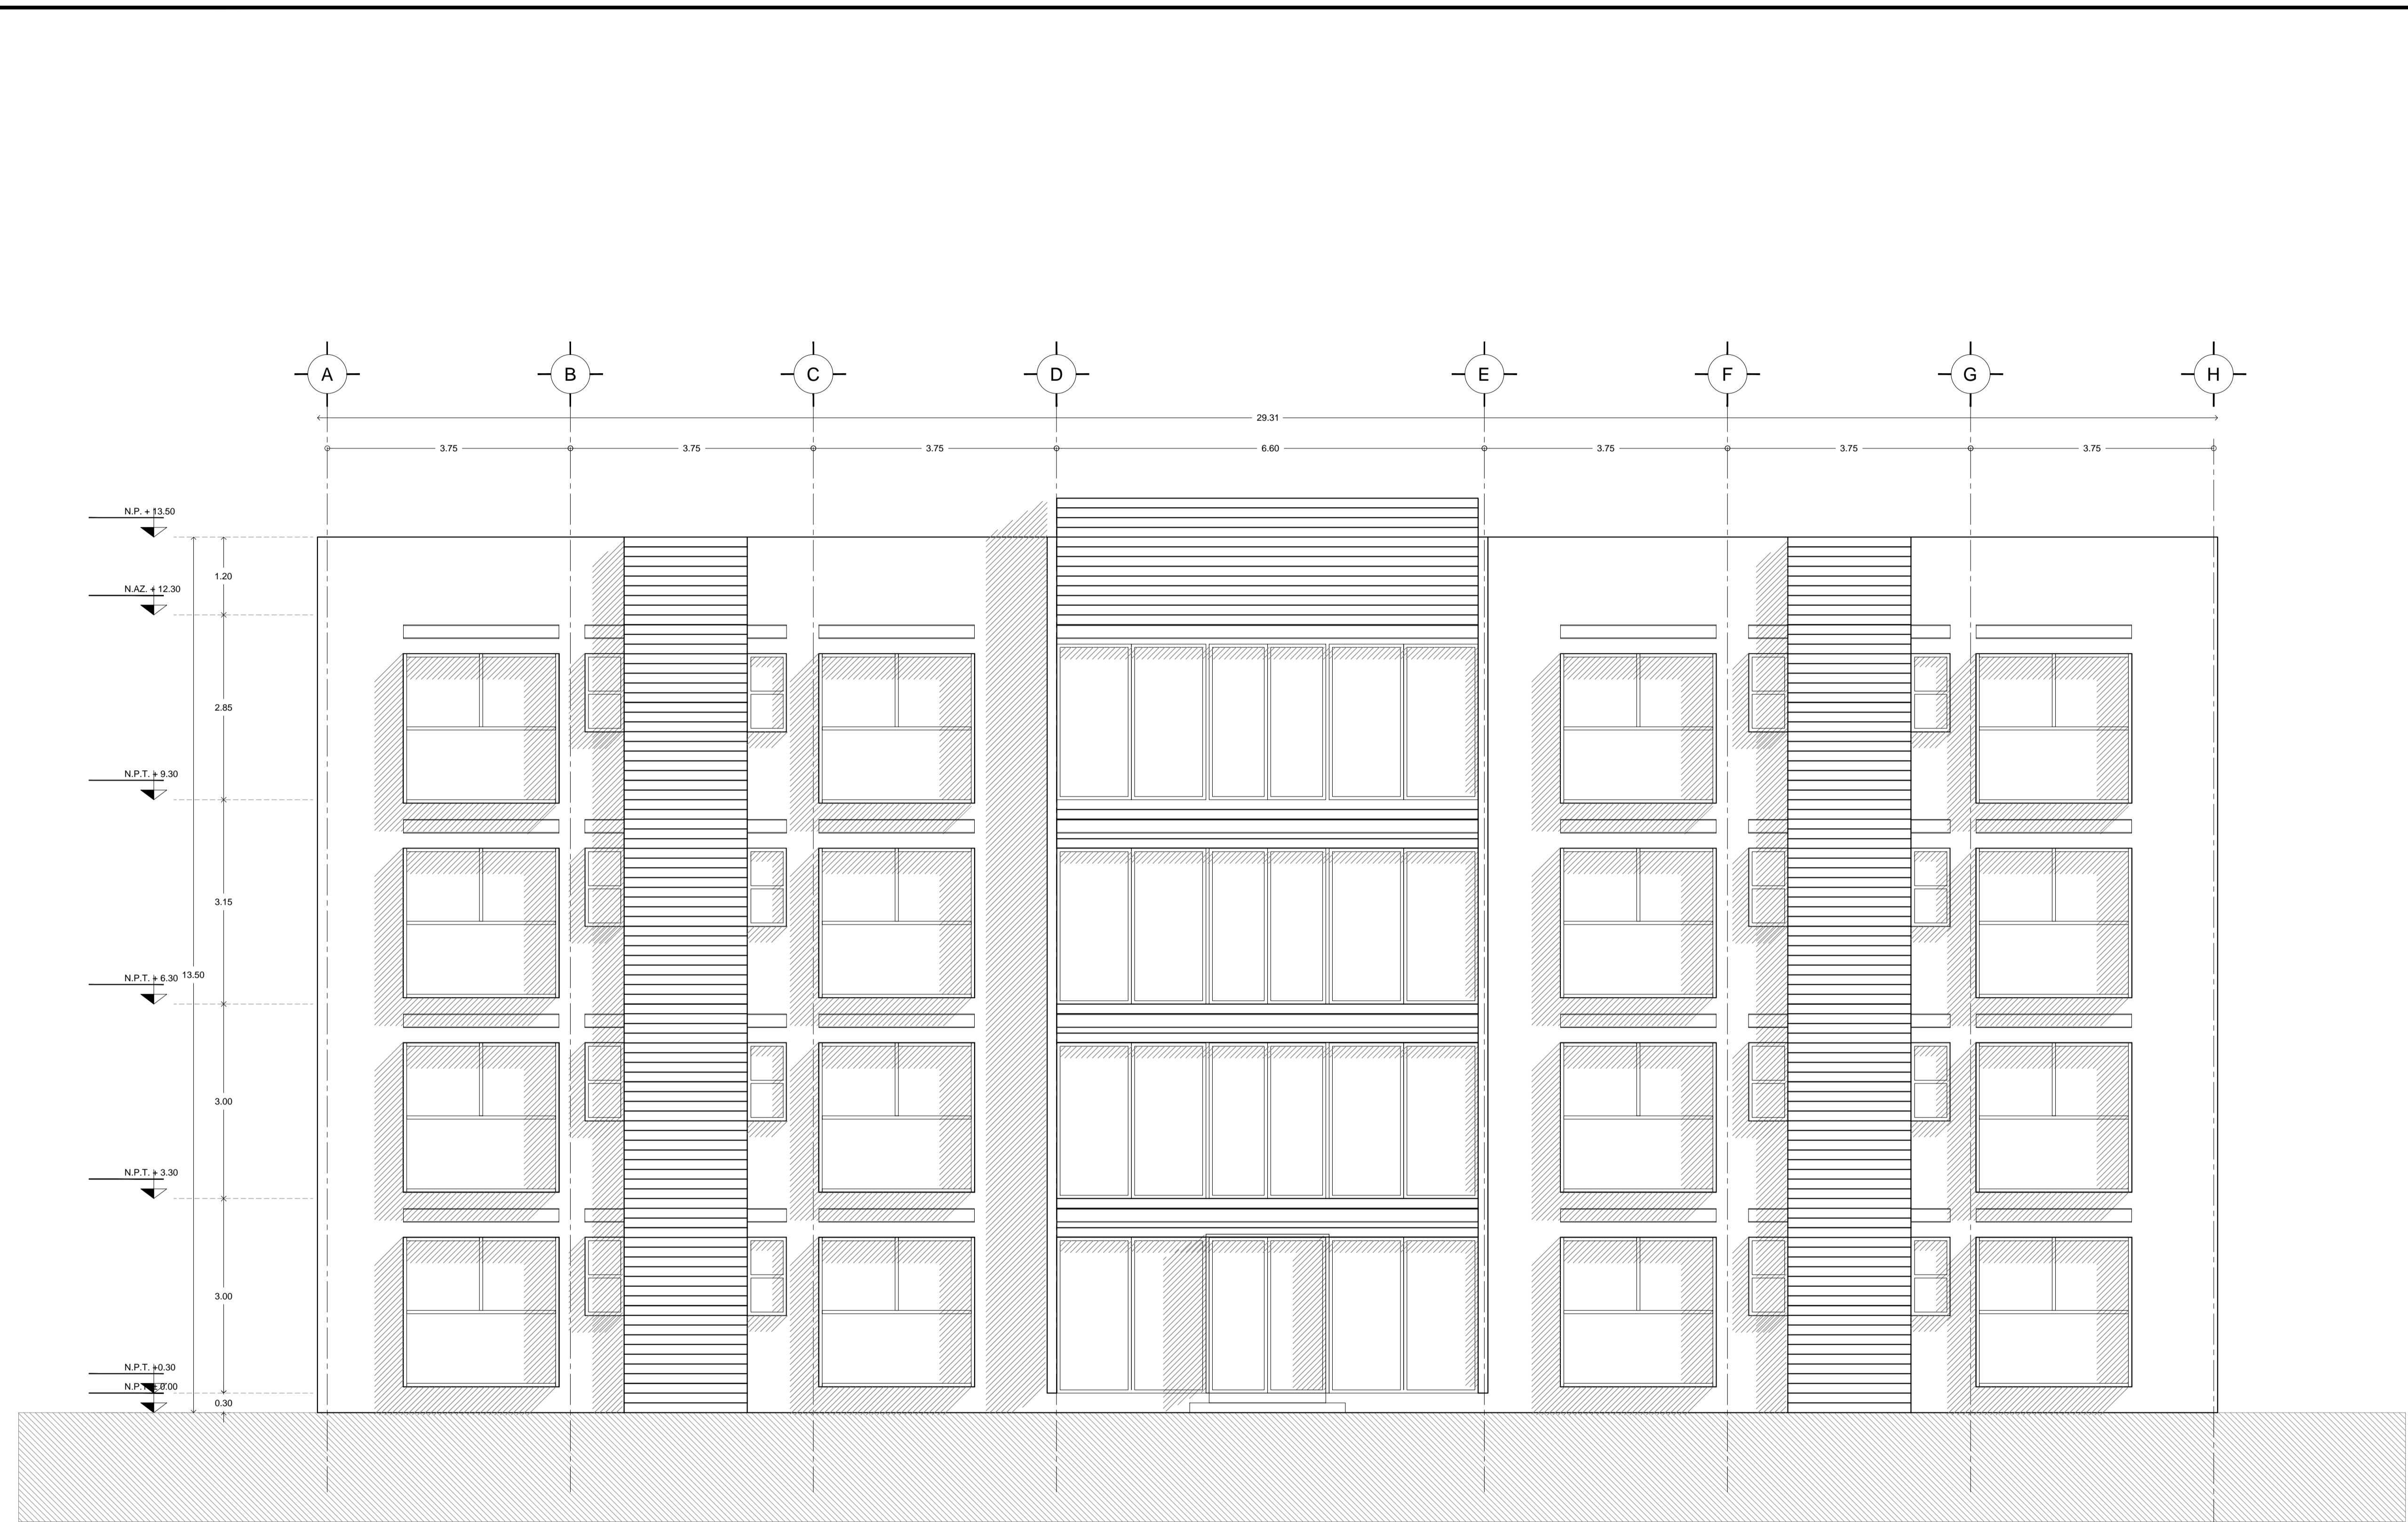 A B C D E F G H
29.31
3.75 3.75 3.75 6.60 3.75 3.75 3.75
N.P. + 13.50
1.20
N.AZ. + 12.30
2.85
N.P.T. + 9.30
3.15
N.P.T. + 6.30
13.50
3.00
N.P.T. + 3.30
3.00
N.P.T. +0.30
N.P.T. ± 0.00
0.30